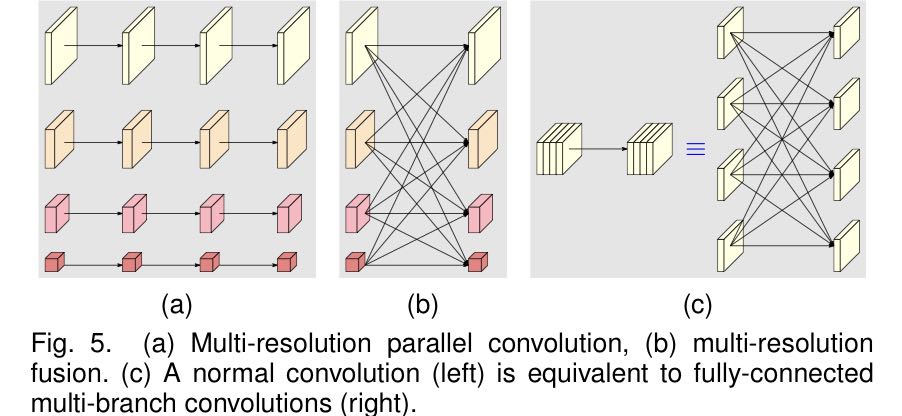 (a) (b) (c)
Fig. 5. (a) Multi-resolution parallel convolution, (b) multi-resolution
fusion. (c) A normal convolution (left) is equivalent to fully-connected
multi-branch convolutions (right).